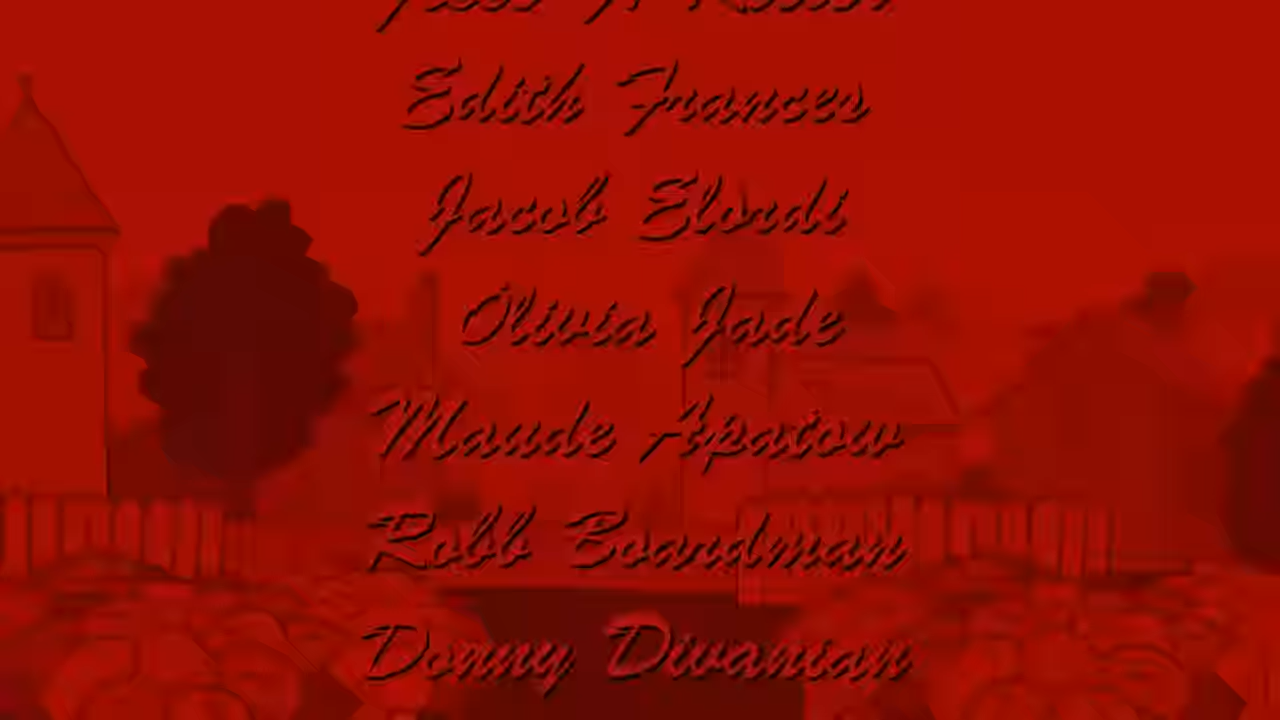 Edith Frances
Jacob Elordi
Olivia Jade
Maude Apatow
Robb Boardman
Donny Divanian